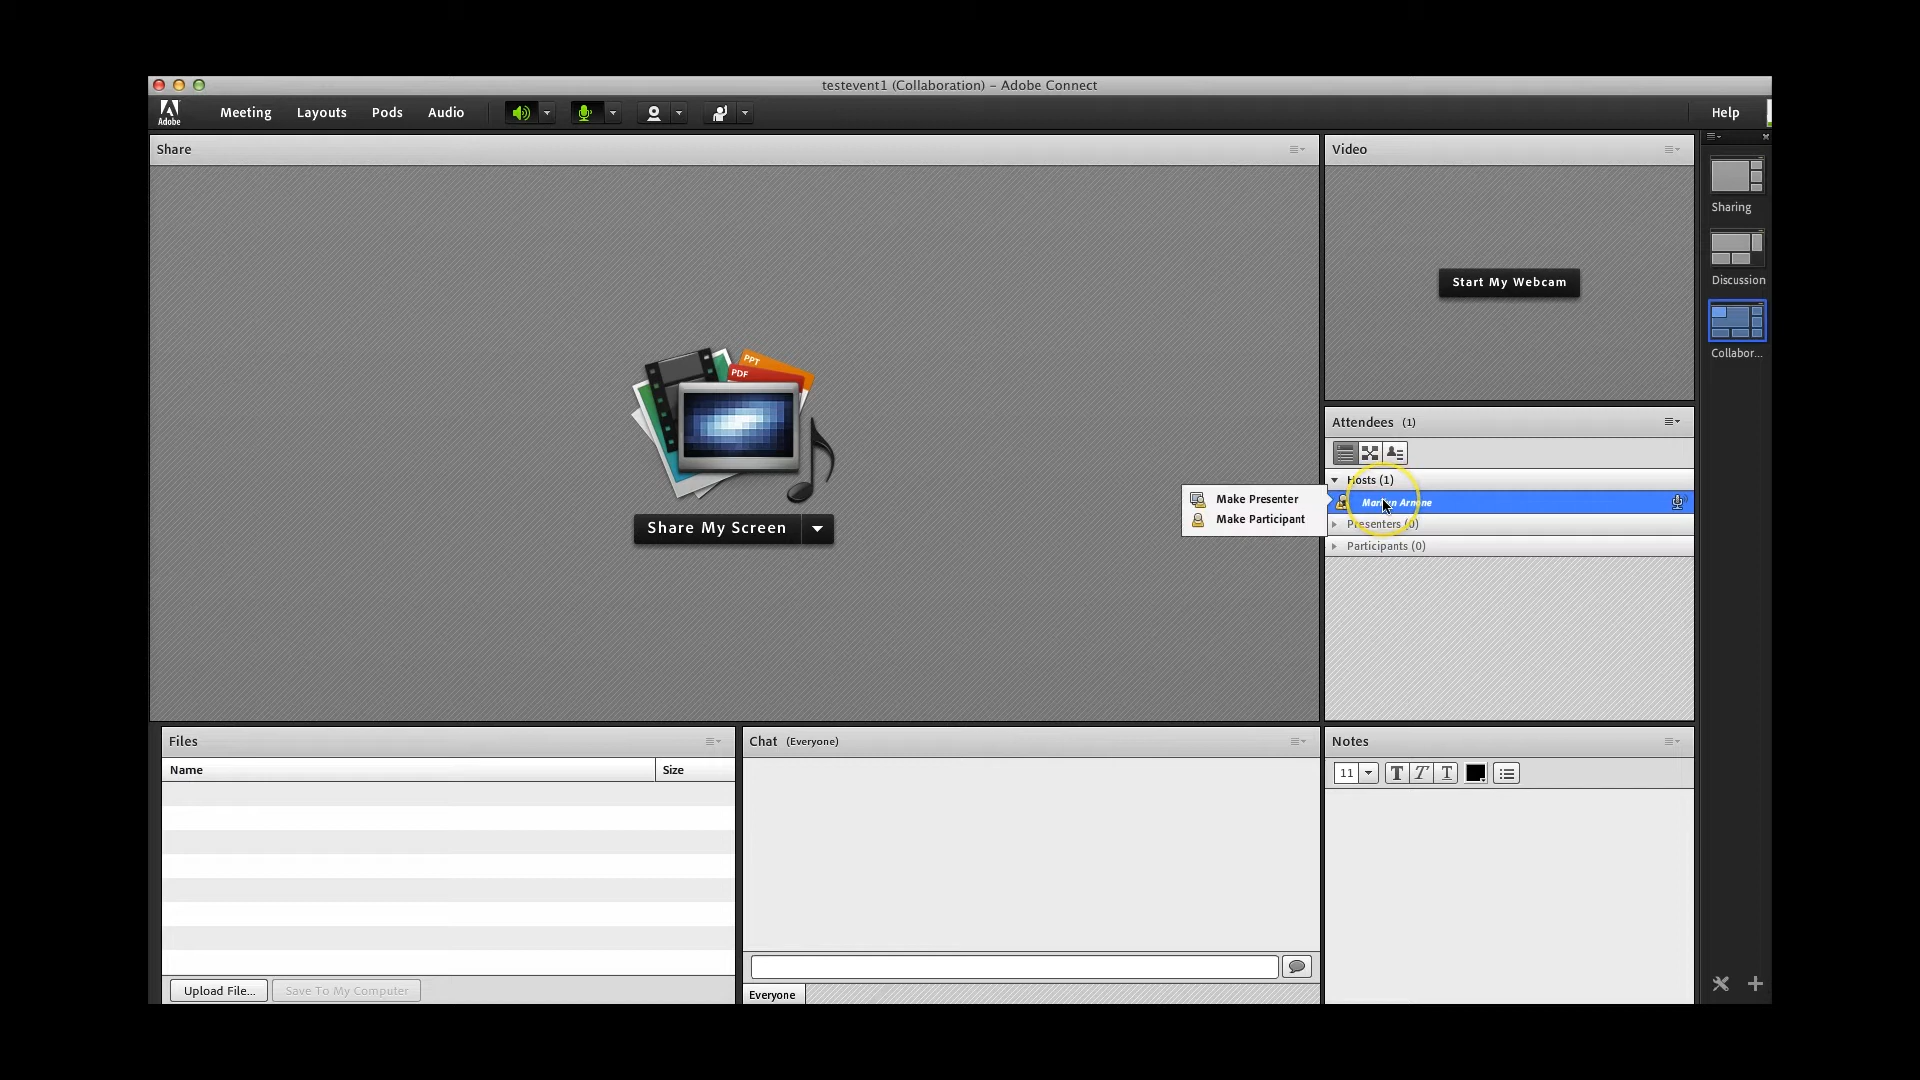 testevent1 (Collaboration) – Adobe Connect
Adobe
Meeting
Layouts
Pods
Audio
Help
Share
PPT
PDF
Share My Screen
Video
Start My Webcam
Sharing
Discussion
Collabor...
Attendees (1)
Hosts (1)
Make Presenter
Make Participant
Presenters (0)
Participants (0)
Files
Name
Size
Upload File...
Save To My Computer
Chat (Everyone)
Everyone
Notes
11
T T T